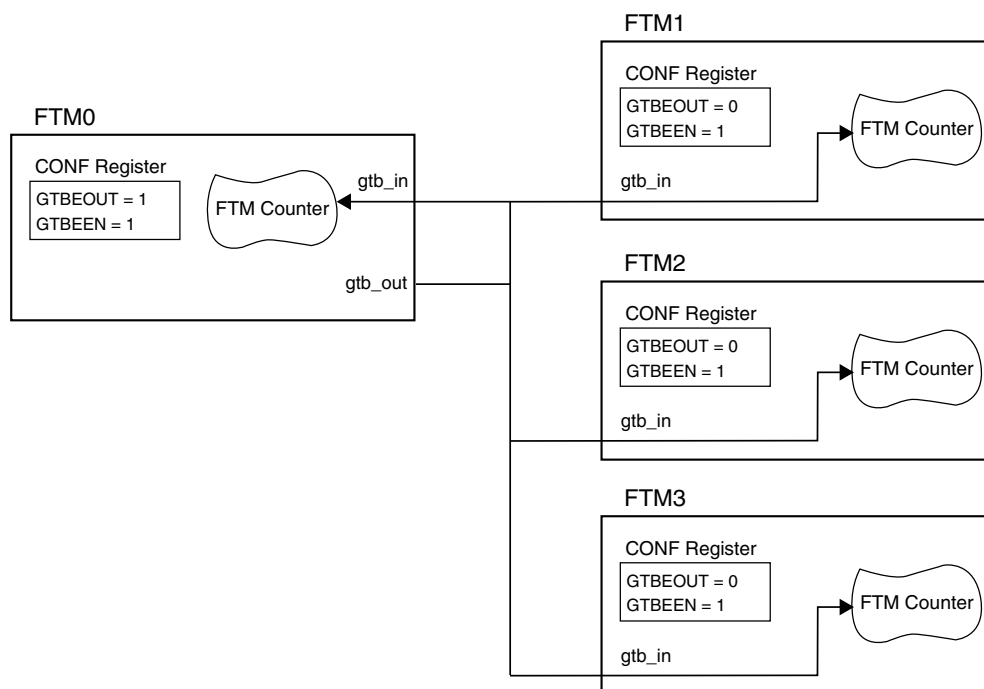 FTM0
CONF Register
GTBEOUT = 1
GTBEEN = 1
FTM Counter
gtb_in
gtb_out
FTM1
CONF Register
GTBEOUT = 0
GTBEEN = 1
FTM Counter
gtb_in
FTM2
CONF Register
GTBEOUT = 0
GTBEEN = 1
FTM Counter
gtb_in
FTM3
CONF Register
GTBEOUT = 0
GTBEEN = 1
FTM Counter
gtb_in